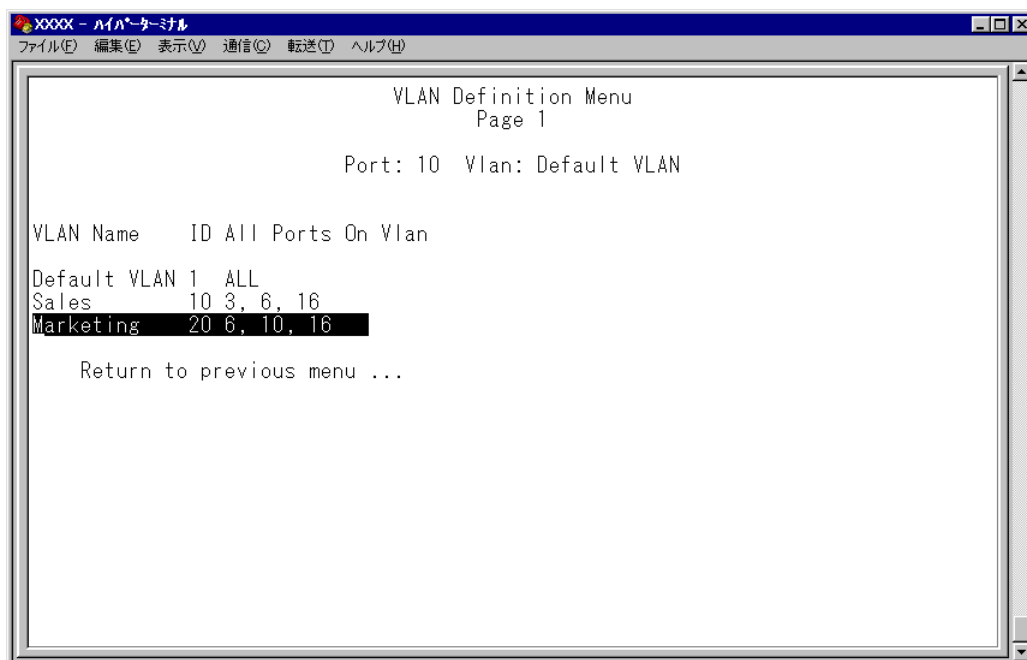 XXXX - ハイパーターミナル
ファイル(F) 編集(E) 表示(V) 通信(C) 転送(T) ヘルプ(H)
VLAN Definition Menu
Page 1
Port: 10 Vlan: Default VLAN
VLAN Name ID All Ports On Vlan
Default VLAN 1 ALL
Sales 10 3, 6, 16
Marketing 20 6, 10, 16
Return to previous menu ...